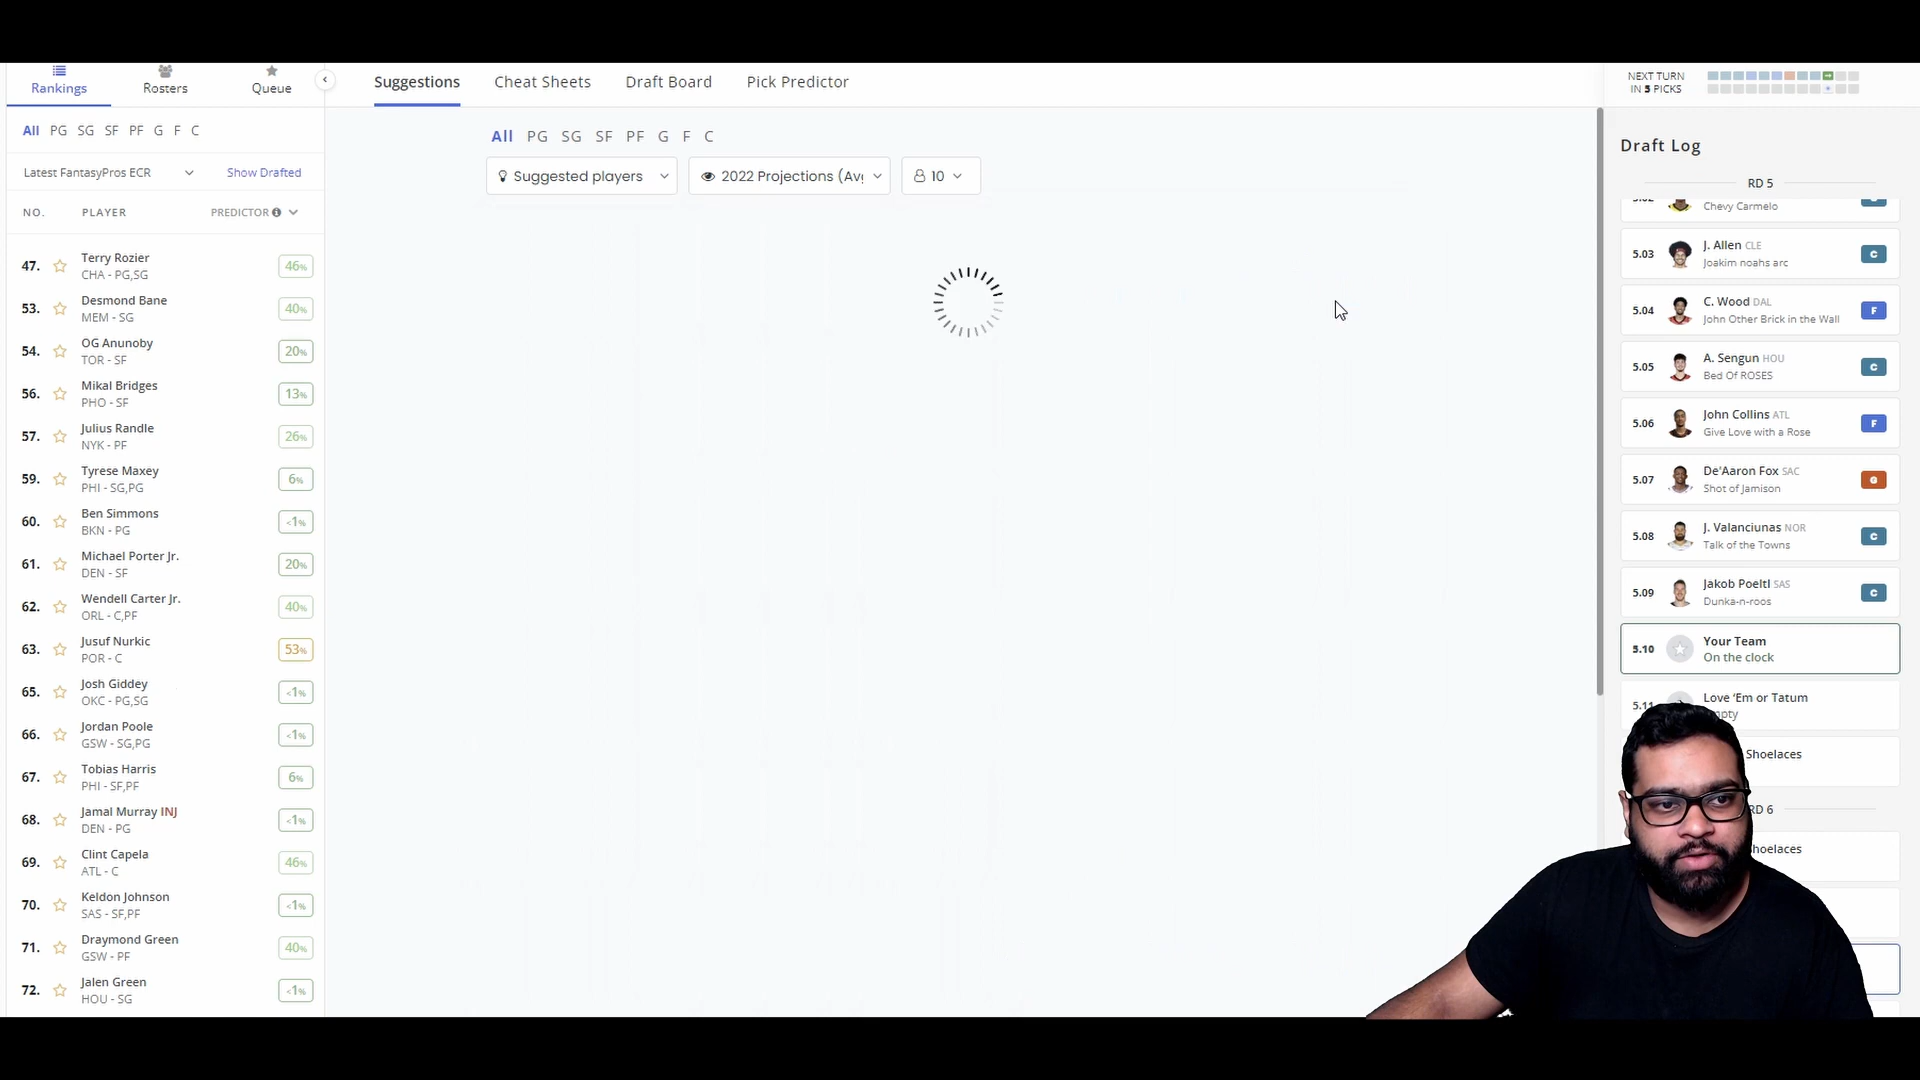 Rankings
Rosters
Queue
All PG SG SF PF G F C
Latest FantasyPros ECR
Show Drafted
NO. PLAYER PREDICTOR
47. Terry Rozier 46%
CHA - PG,SG
53. Desmond Bane 40%
MEM - SG
54. OG Anunoby 20%
TOR - SF
56. Mikal Bridges 13%
PHO - SF
57. Julius Randle 26%
NYK - PF
59. Tyrese Maxey 6%
PHI - SG,PG
60. Ben Simmons <1%
BKN - PG
61. Michael Porter Jr. 20%
DEN - SF
62. Wendell Carter Jr. 40%
ORL - C,PF
63. Jusuf Nurkic 53%
POR - C
65. Josh Giddey <1%
OKC - PG,SG
66. Jordan Poole <1%
GSW - SG,PG
67. Tobias Harris 6%
PHI - SF,PF
68. Jamal Murray INJ <1%
DEN - PG
69. Clint Capela 46%
ATL - C
70. Keldon Johnson <1%
SAS - SF,PF
71. Draymond Green 40%
GSW - PF
72. Jalen Green <1%
HOU - SG
Suggestions Cheat Sheets Draft Board Pick Predictor
All PG SG SF PF G F C
Suggested players
2022 Projections (Avg
10
NEXT TURN
IN 5 PICKS
Draft Log
RD 5
Chevy Carmelo
5.03 J. Allen CLE C
Joakim noahs arc
5.04 C. Wood DAL F
John Other Brick in the Wall
5.05 A. Sengun HOU C
Bed Of ROSES
5.06 John Collins ATL F
Give Love with a Rose
5.07 De'Aaron Fox SAC G
Shot of Jamison
5.08 J. Valanciunas NOR C
Talk of the Towns
5.09 Jakob Poeltl SAS C
Dunka-n-roos
5.10 Your Team
On the clock
5.11 Love 'Em or Tatum
Shoelaces
RD 6
Shoelaces